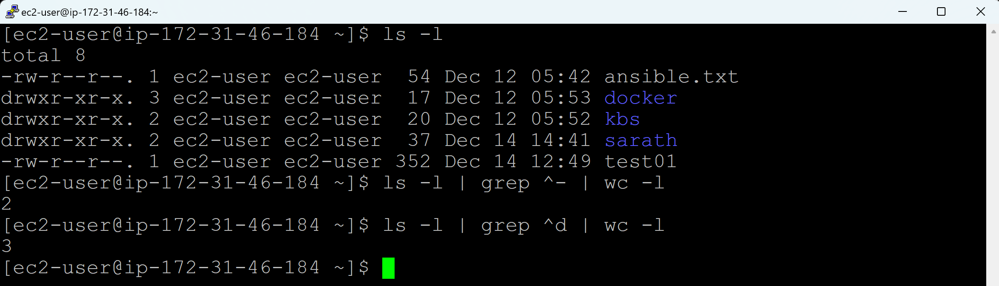 ec2-user@ip-172-31-46-184:~
[ec2-user@ip-172-31-46-184 ~]$ ls -l
total 8
-rw-r--r--. 1 ec2-user ec2-user  54 Dec 12 05:42 ansible.txt
drwxr-xr-x. 3 ec2-user ec2-user  17 Dec 12 05:53 docker
drwxr-xr-x. 2 ec2-user ec2-user  20 Dec 12 05:52 kbs
drwxr-xr-x. 2 ec2-user ec2-user  37 Dec 14 14:41 sarath
-rw-r--r--. 1 ec2-user ec2-user 352 Dec 14 12:49 test01
[ec2-user@ip-172-31-46-184 ~]$ ls -l | grep ^- | wc -l
2
[ec2-user@ip-172-31-46-184 ~]$ ls -l | grep ^d | wc -l
3
[ec2-user@ip-172-31-46-184 ~]$